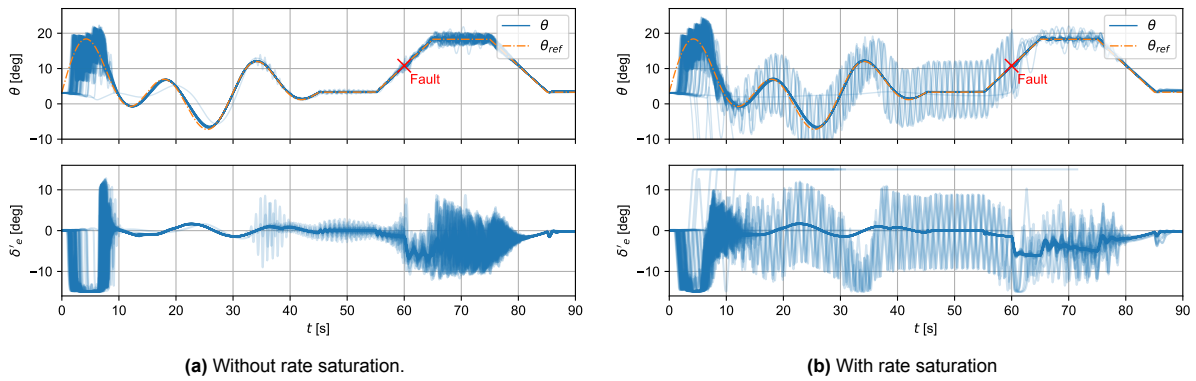 20
10
0
−10
θ [deg]
θ
θref
Fault
10
0
−10
δ'e [deg]
0 10 20 30 40 50 60 70 80 90
t [s]
(a) Without rate saturation.
20
10
0
−10
θ [deg]
θ
θref
Fault
10
0
−10
δ'e [deg]
0 10 20 30 40 50 60 70 80 90
t [s]
(b) With rate saturation